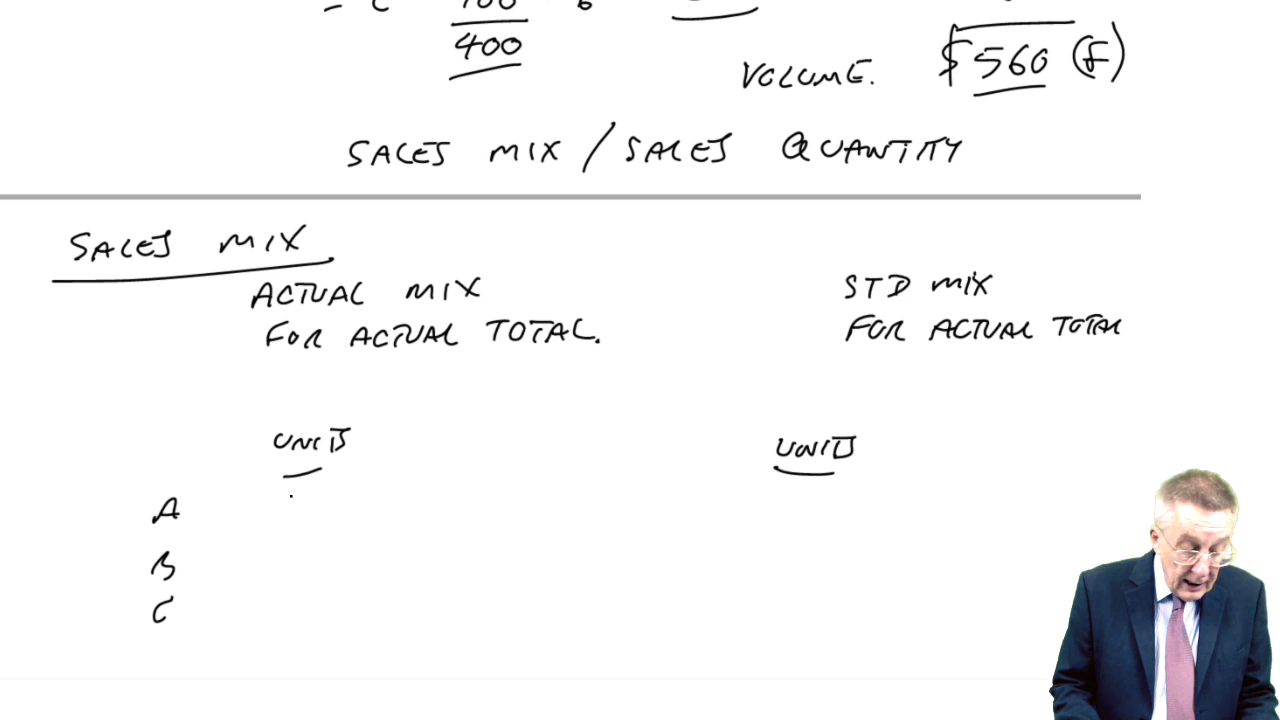 400
VOLUME. $560 (F)
SALES MIX / SALES QUANTITY
SALES MIX
ACTUAL MIX
FOR ACTUAL TOTAL.
STD MIX
FOR ACTUAL TOTAL
UNITS UNITS
A
B
C